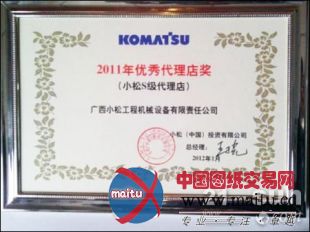 KOMATSU
2011年优秀代理店奖
（小松S级代理店）
广西小松工程机械设备有限责任公司
小松（中国）投资有限公司
总经理：
2012年1月
maitu
中国图纸交易网
www.maitu.com
专业——专注——卓越